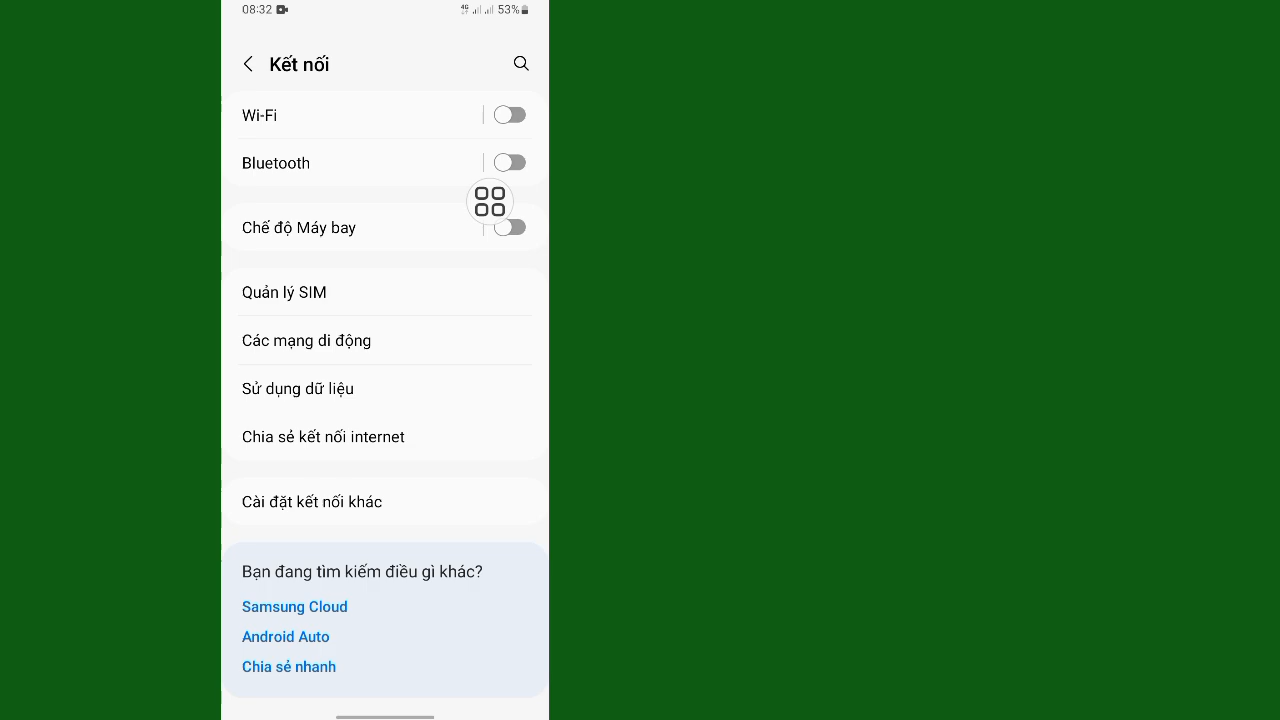 08:32
4G 53%
Kết nối
Wi-Fi
Bluetooth
Chế độ Máy bay
Quản lý SIM
Các mạng di động
Sử dụng dữ liệu
Chia sẻ kết nối internet
Cài đặt kết nối khác
Bạn đang tìm kiếm điều gì khác?
Samsung Cloud
Android Auto
Chia sẻ nhanh